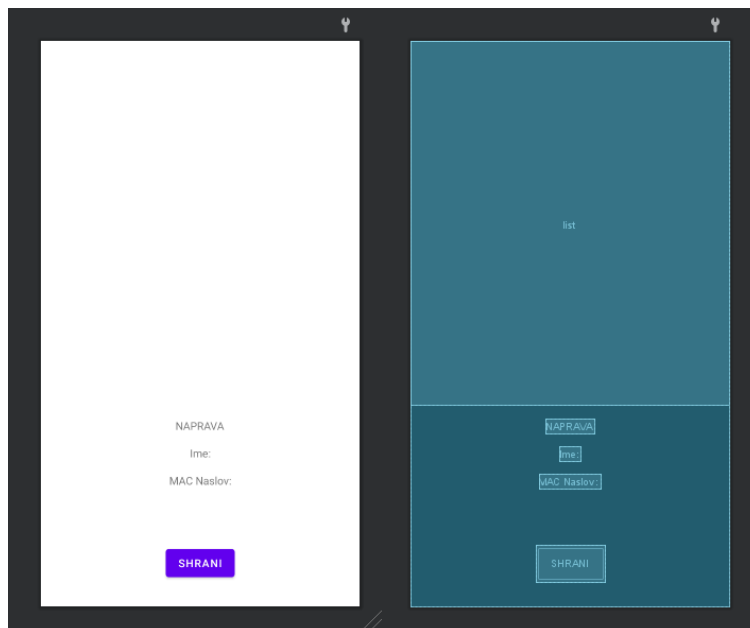 NAPRAVA
Ime:
MAC Naslov:
SHRANI
list
NAPRAVA
Ime:
MAC Naslov:
SHRANI